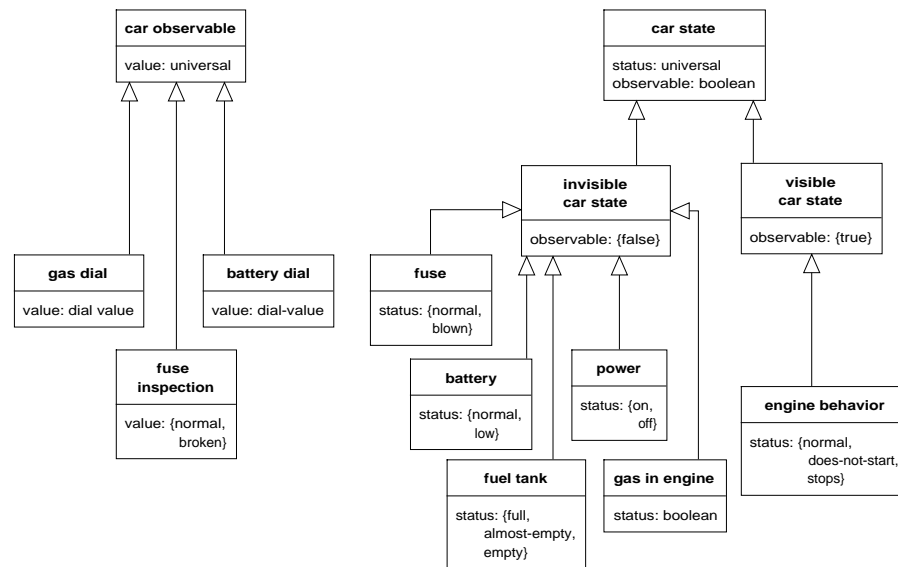 car observable
value: universal
gas dial
value: dial value
battery dial
value: dial-value
fuse
inspection
value: {normal,
broken}
car state
status: universal
observable: boolean
invisible
car state
observable: {false}
visible
car state
observable: {true}
fuse
status: {normal,
blown}
battery
status: {normal,
low}
power
status: {on,
off}
fuel tank
status: {full,
almost-empty,
empty}
gas in engine
status: boolean
engine behavior
status: {normal,
does-not-start,
stops}